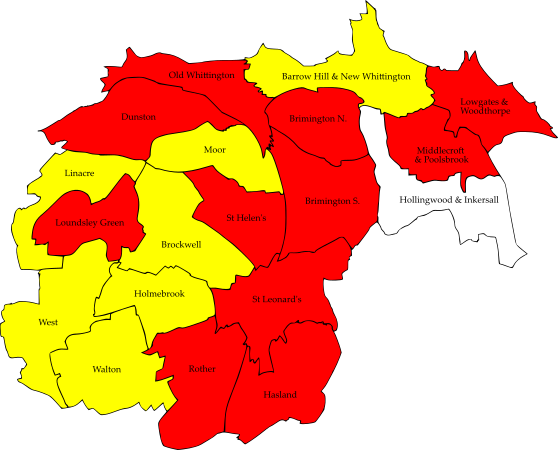 Old Whittington
Barrow Hill & New Whittington
Lowgates &
Woodthorpe
Dunston
Brimington N.
Moor
Middlecroft
& Poolsbrook
Linacre
Hollingwood & Inkersall
Brimington S.
Loundsley Green
St Helen's
Brockwell
Holmebrook
St Leonard's
West
Walton
Rother
Hasland